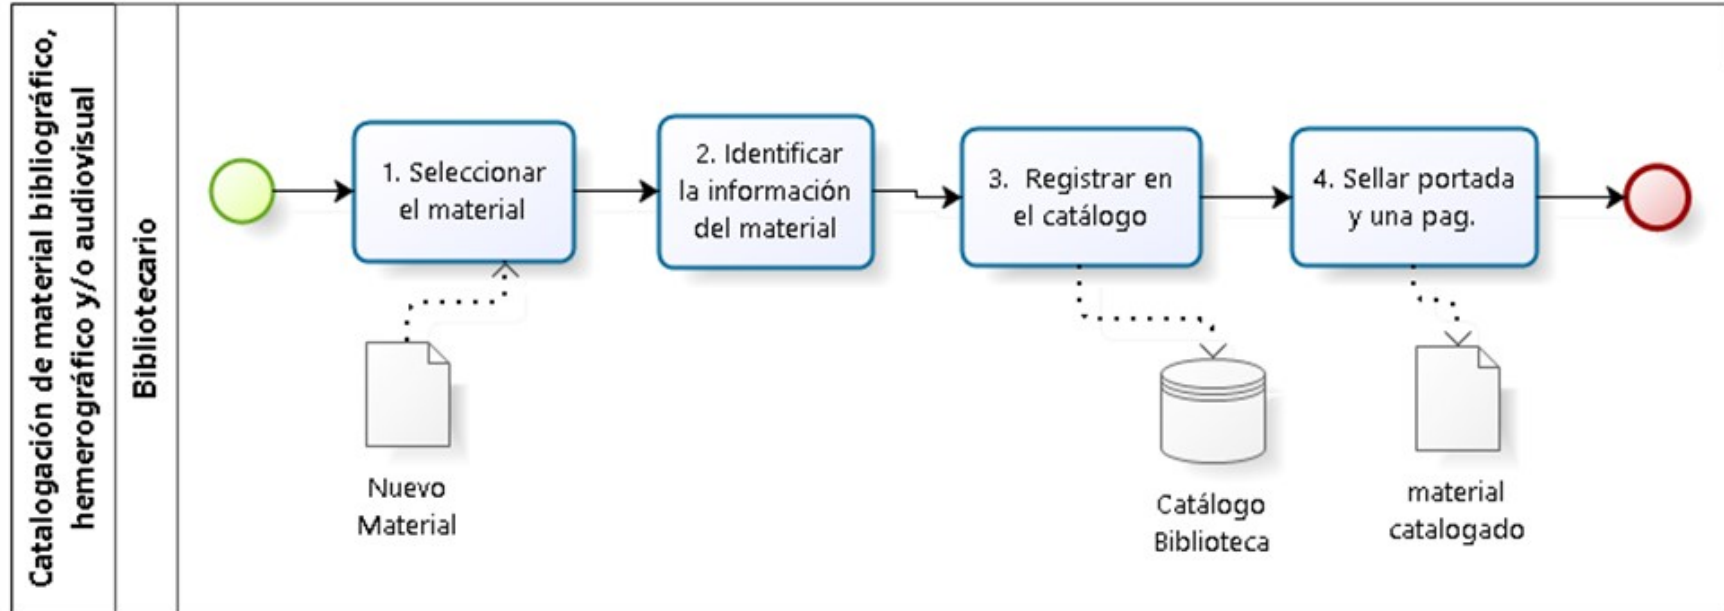 Catalogación de material bibliográfico,
hemerográfico y/o audiovisual
Bibliotecario
1. Seleccionar
el material
2. Identificar
la información
del material
3. Registrar en
el catálogo
4. Sellar portada
y una pag.
Nuevo
Material
Catálogo
Biblioteca
material
catalogado